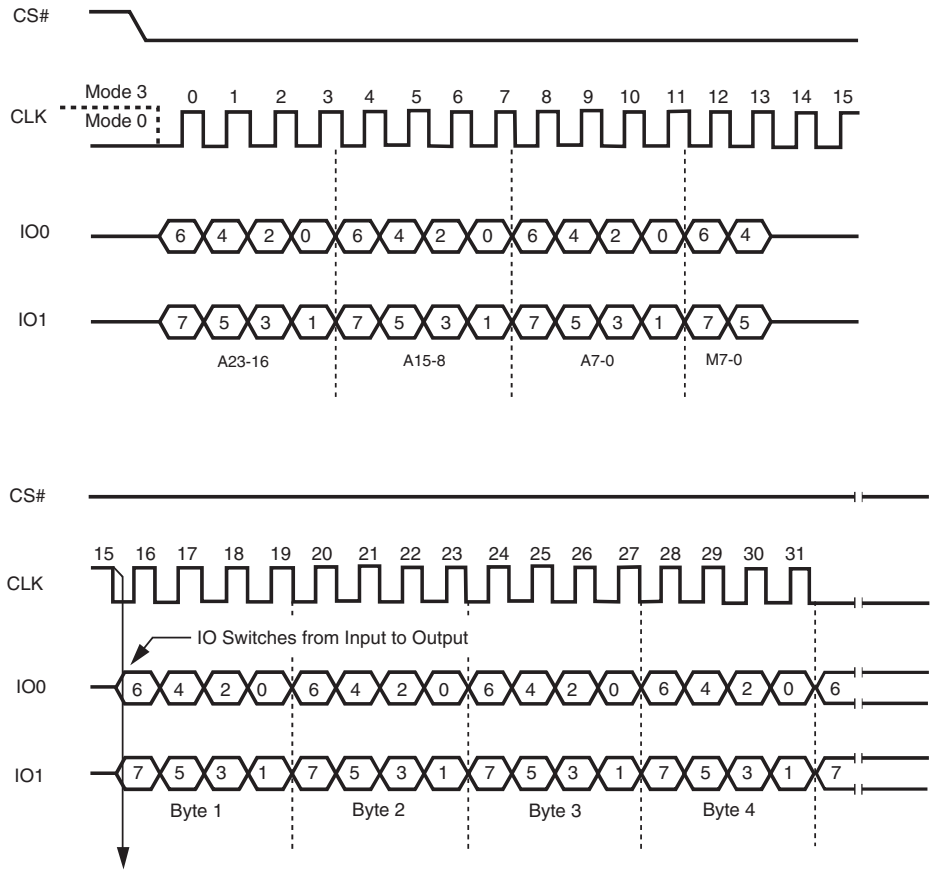 CS#
Mode 3
0 1 2 3 4 5 6 7 8 9 10 11 12 13 14 15
CLK
Mode 0
IO0 6 4 2 0 6 4 2 0 6 4 2 0 6 4
IO1 7 5 3 1 7 5 3 1 7 5 3 1 7 5
A23-16 A15-8 A7-0 M7-0
CS#
15 16 17 18 19 20 21 22 23 24 25 26 27 28 29 30 31
CLK
IO Switches from Input to Output
IO0 6 4 2 0 6 4 2 0 6 4 2 0 6 4 2 0 6
IO1 7 5 3 1 7 5 3 1 7 5 3 1 7 5 3 1 7
Byte 1 Byte 2 Byte 3 Byte 4